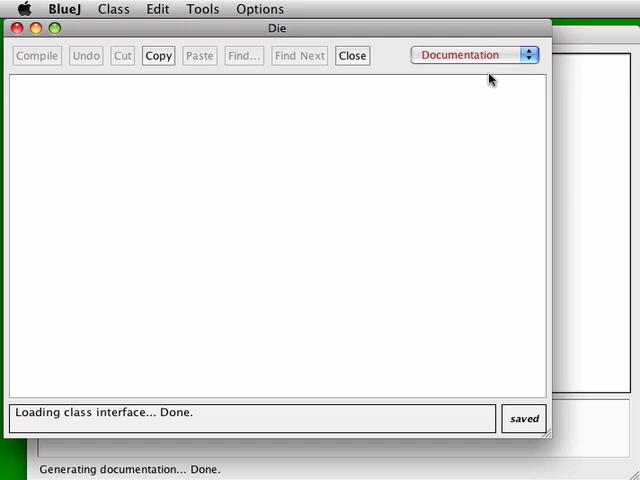 BlueJ Class Edit Tools Options
Die
Compile Undo Cut Copy Paste Find... Find Next Close Documentation
Loading class interface... Done.
saved
Generating documentation... Done.